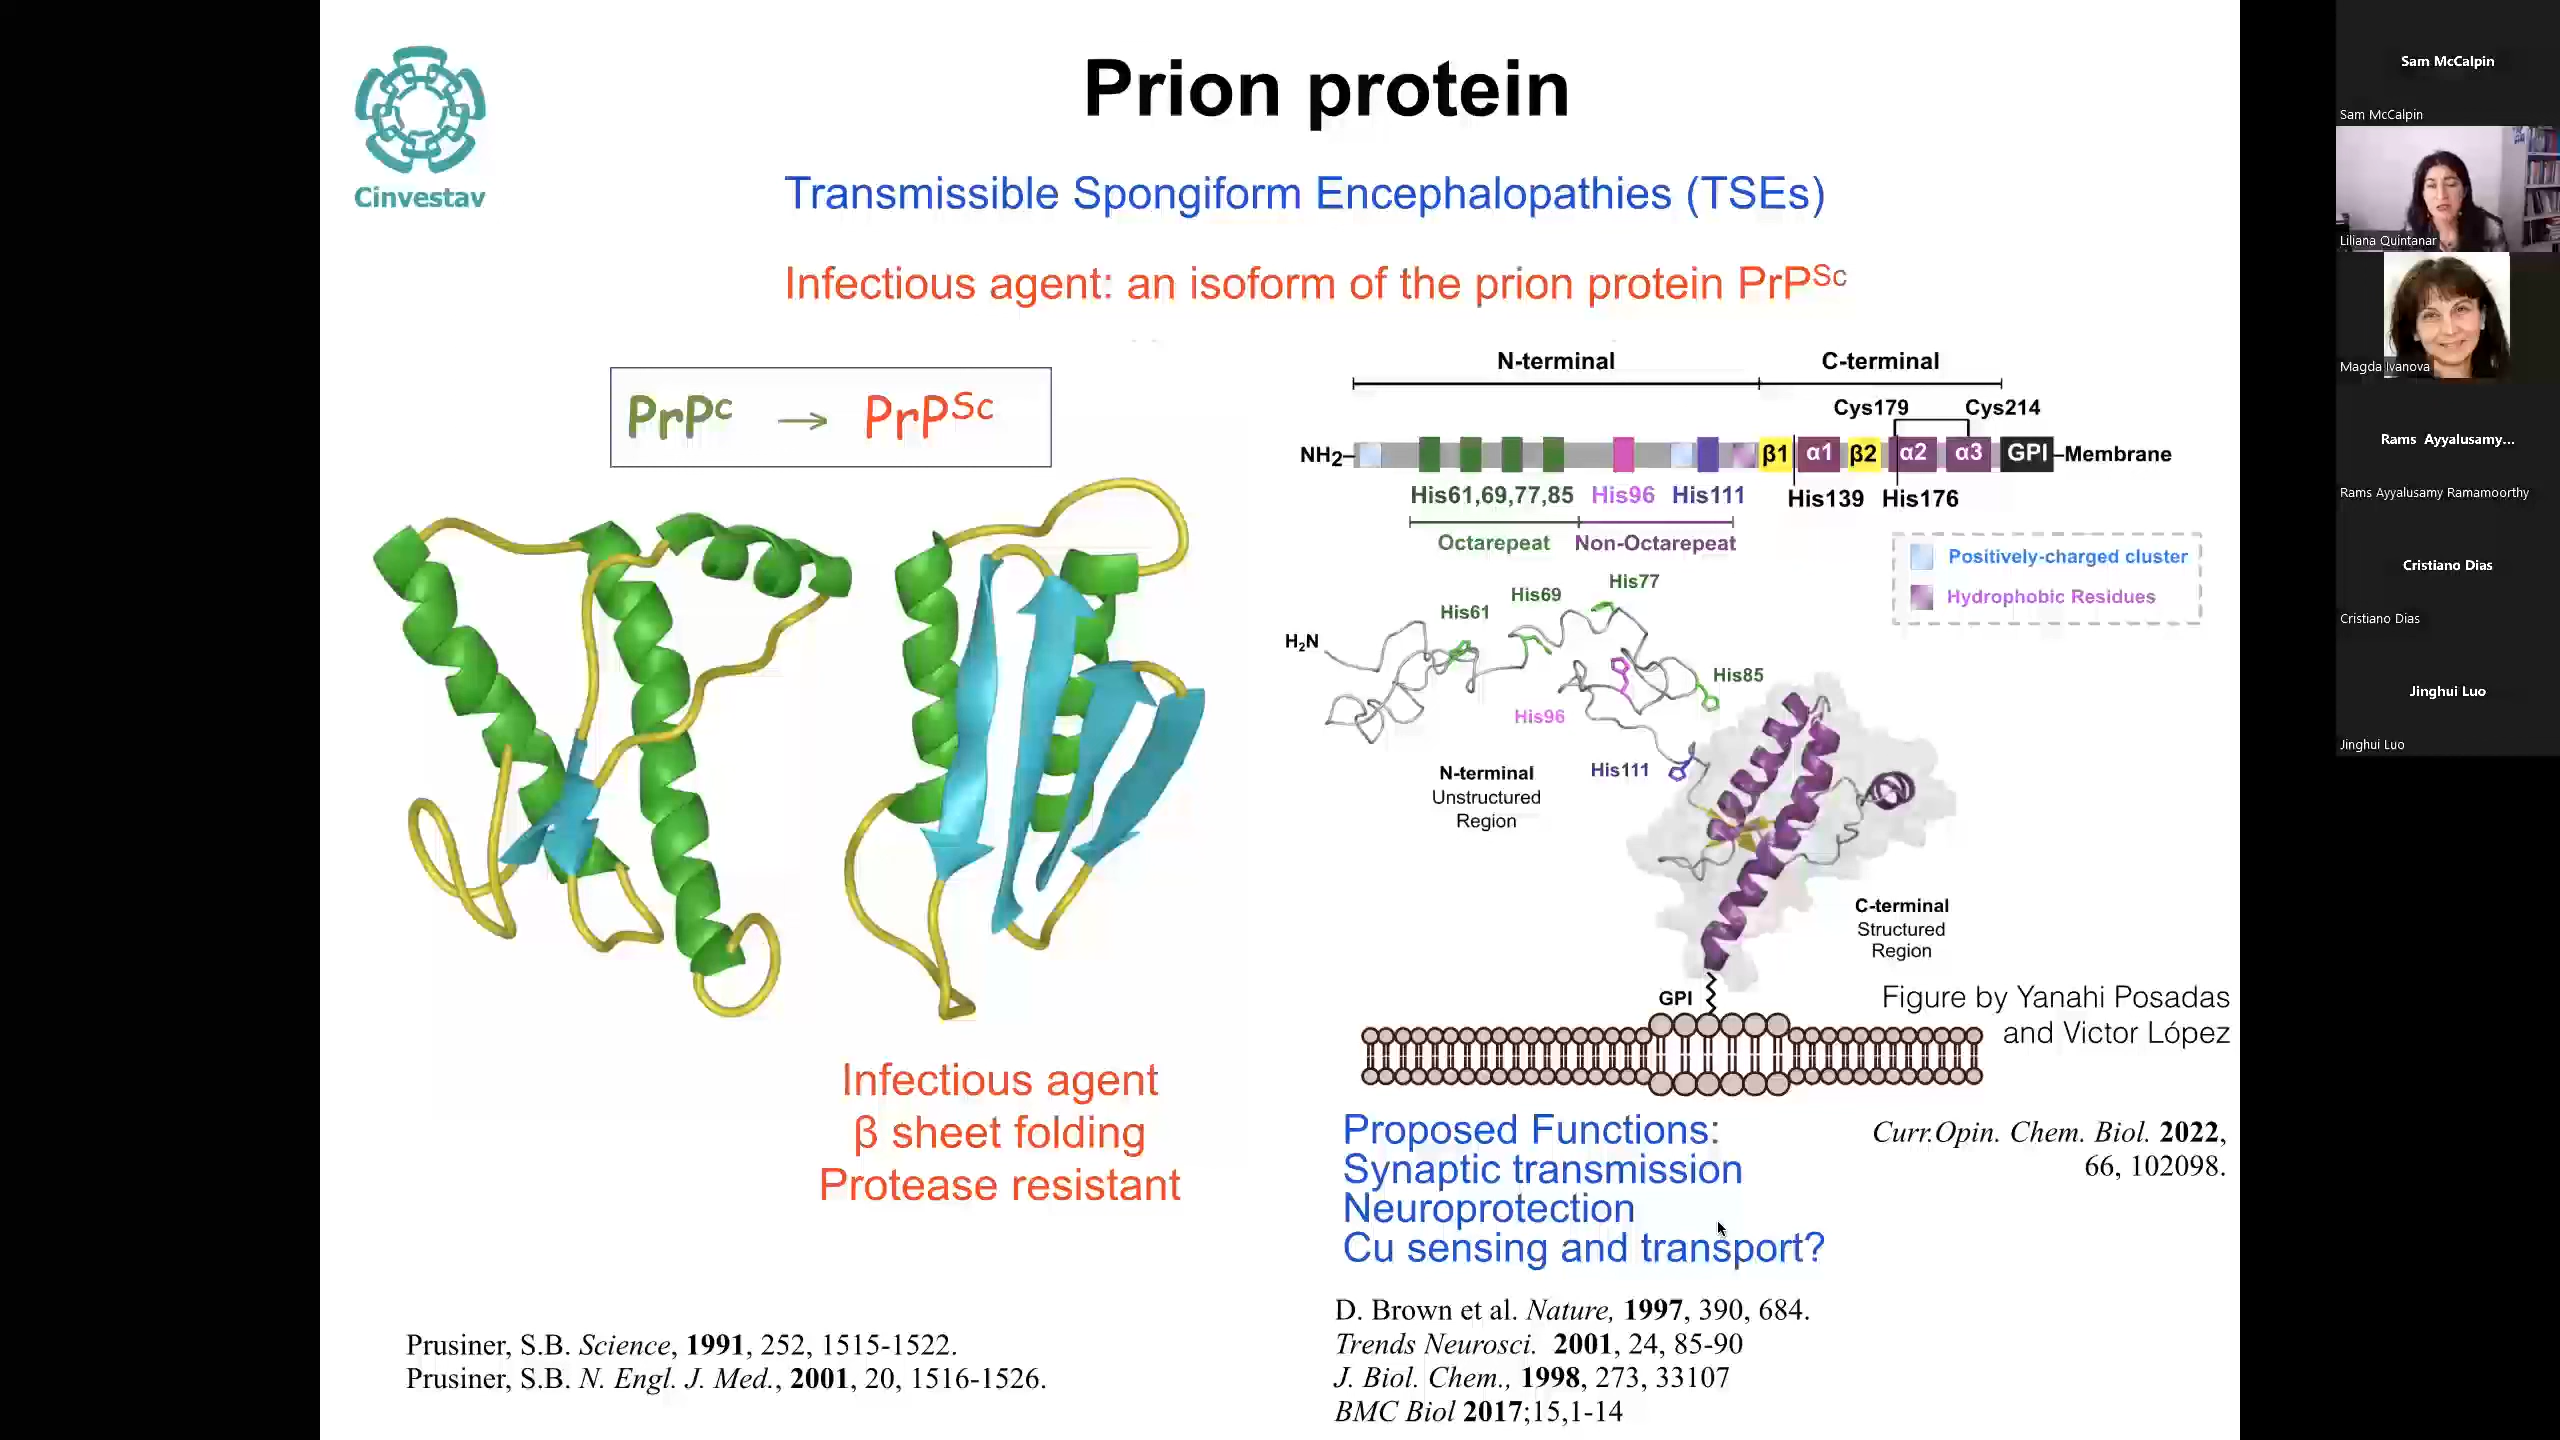 Cinvestav
Prion protein
Transmissible Spongiform Encephalopathies (TSEs)
Infectious agent: an isoform of the prion protein PrPSc
PrPc → PrPSc
Infectious agent
β sheet folding
Protease resistant
Prusiner, S.B. Science, 1991, 252, 1515-1522.
Prusiner, S.B. N. Engl. J. Med., 2001, 20, 1516-1526.
N-terminal C-terminal
Cys179 Cys214
NH2 β1 α1 β2 α2 α3 GPI Membrane
His61,69,77,85 His96 His111 His139 His176
Octarepeat Non-Octarepeat
Positively-charged cluster
Hydrophobic Residues
His77
His69
His61
H2N
His85
His96
His111
N-terminal
Unstructured
Region
C-terminal
Structured
Region
GPI
Figure by Yanahi Posadas
and Victor López
Proposed Functions:
Synaptic transmission
Neuroprotection
Cu sensing and transport?
Curr.Opin. Chem. Biol. 2022,
66, 102098.
D. Brown et al. Nature, 1997, 390, 684.
Trends Neurosci. 2001, 24, 85-90
J. Biol. Chem., 1998, 273, 33107
BMC Biol 2017;15,1-14
Sam McCalpin
Sam McCalpin
Liliana Quintanar
Magda Ivanova
Rams Ayyalusamy...
Rams Ayyalusamy Ramamoorthy
Cristiano Dias
Cristiano Dias
Jinghui Luo
Jinghui Luo